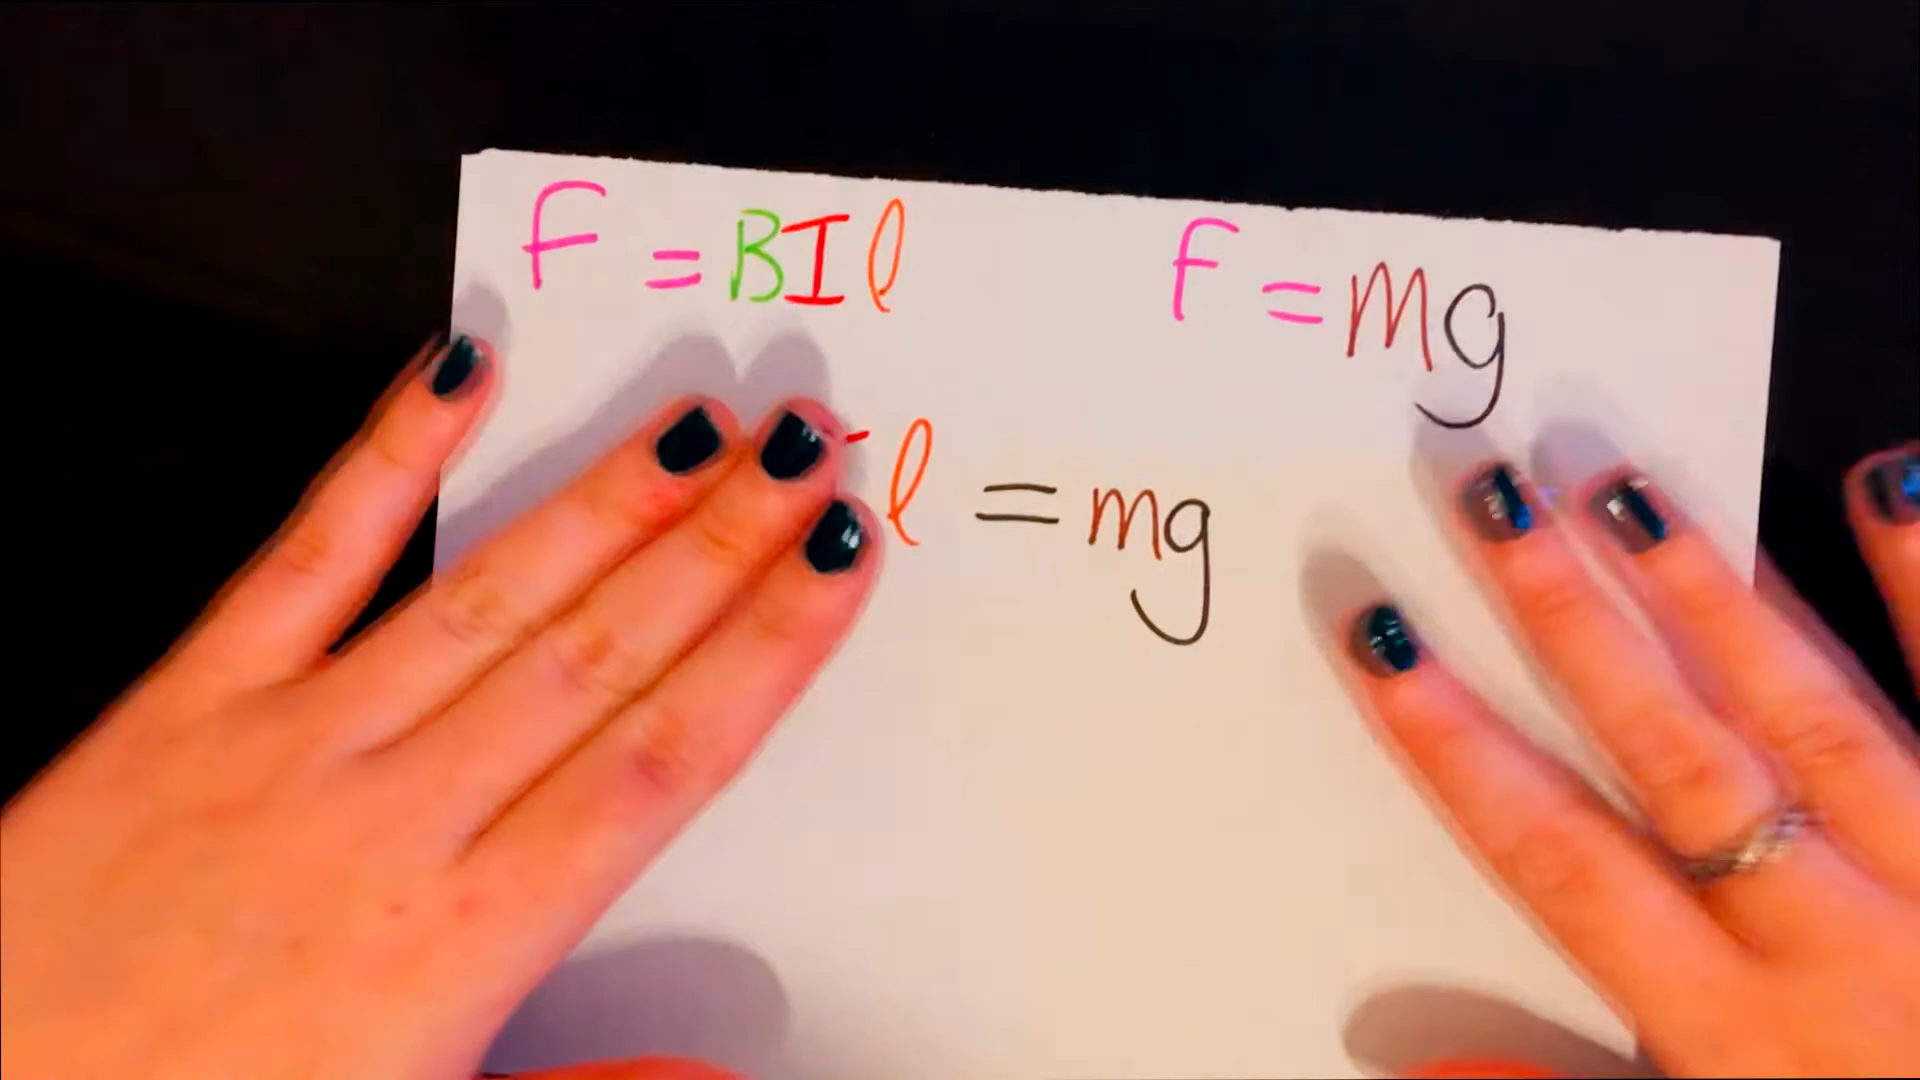 F = BIl
F = mg
l = mg